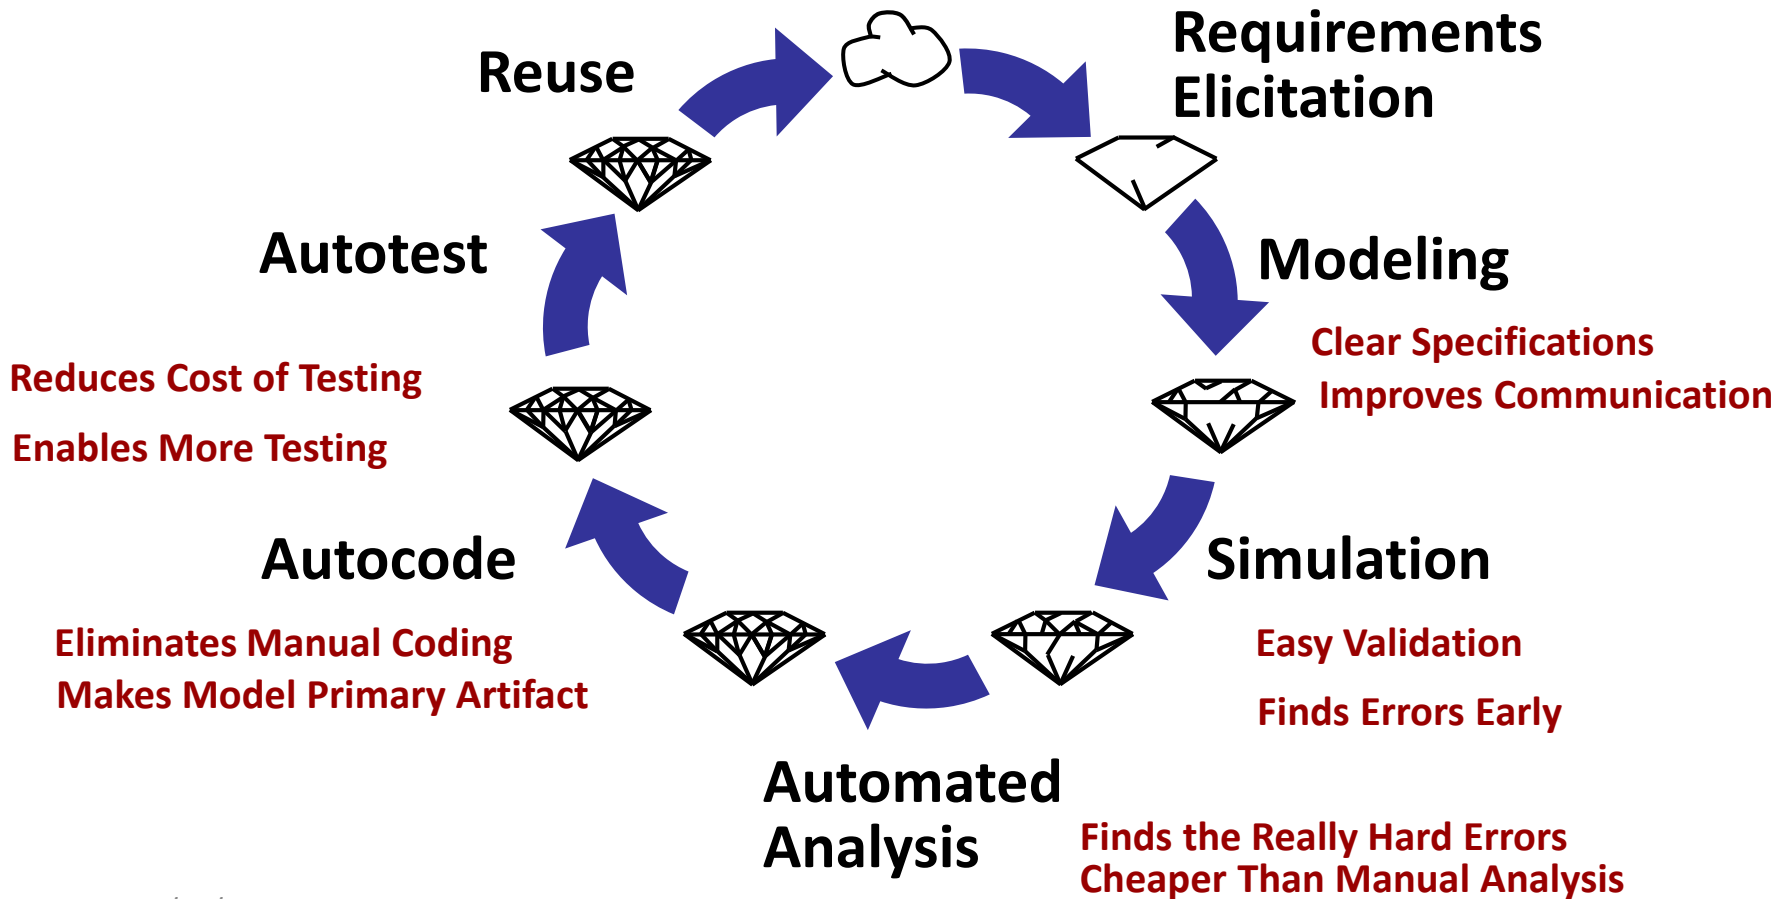 Requirements
Elicitation
Reuse
Modeling
Clear Specifications
Improves Communication
Autotest
Reduces Cost of Testing
Enables More Testing
Simulation
Easy Validation
Finds Errors Early
Autocode
Eliminates Manual Coding
Makes Model Primary Artifact
Automated
Analysis
Finds the Really Hard Errors
Cheaper Than Manual Analysis